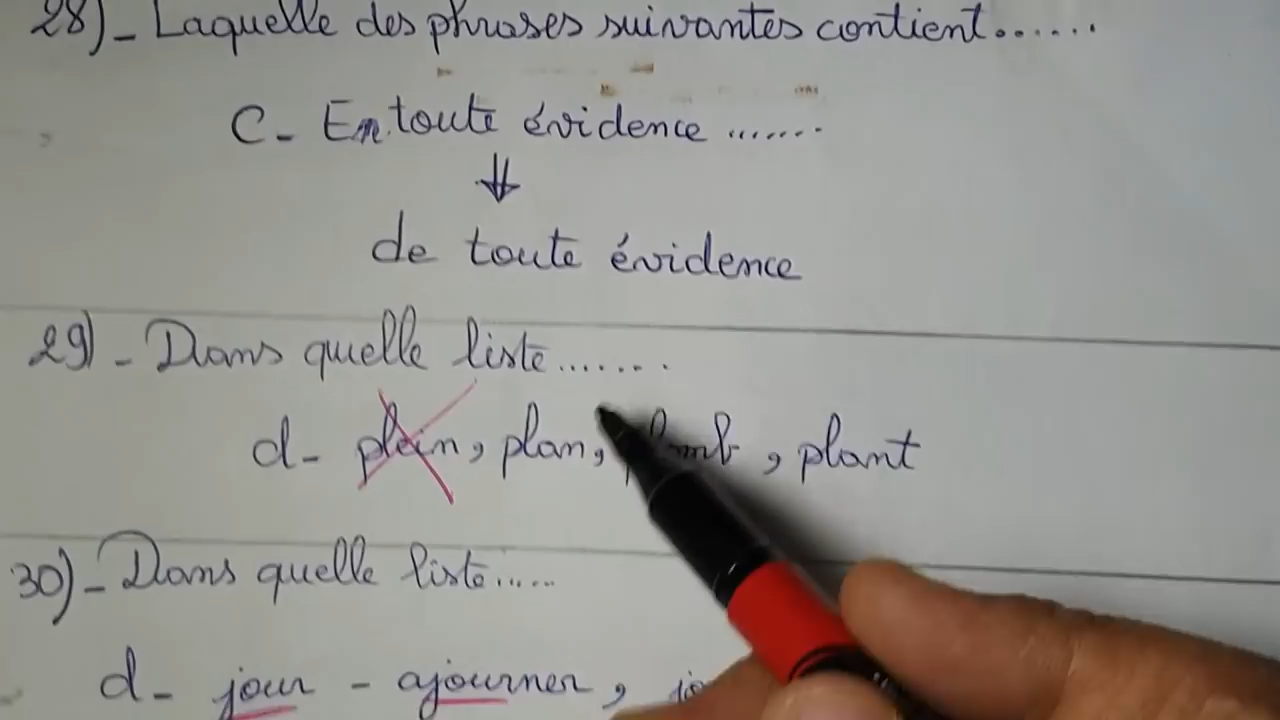 28)- Laquelle des phrases suivantes contient......
C- En toute évidence .......
⇓
de toute évidence
29)- Dans quelle liste.......
d- plein, plan, plomb, plant
30)- Dans quelle liste.....
d- jour - ajourner,